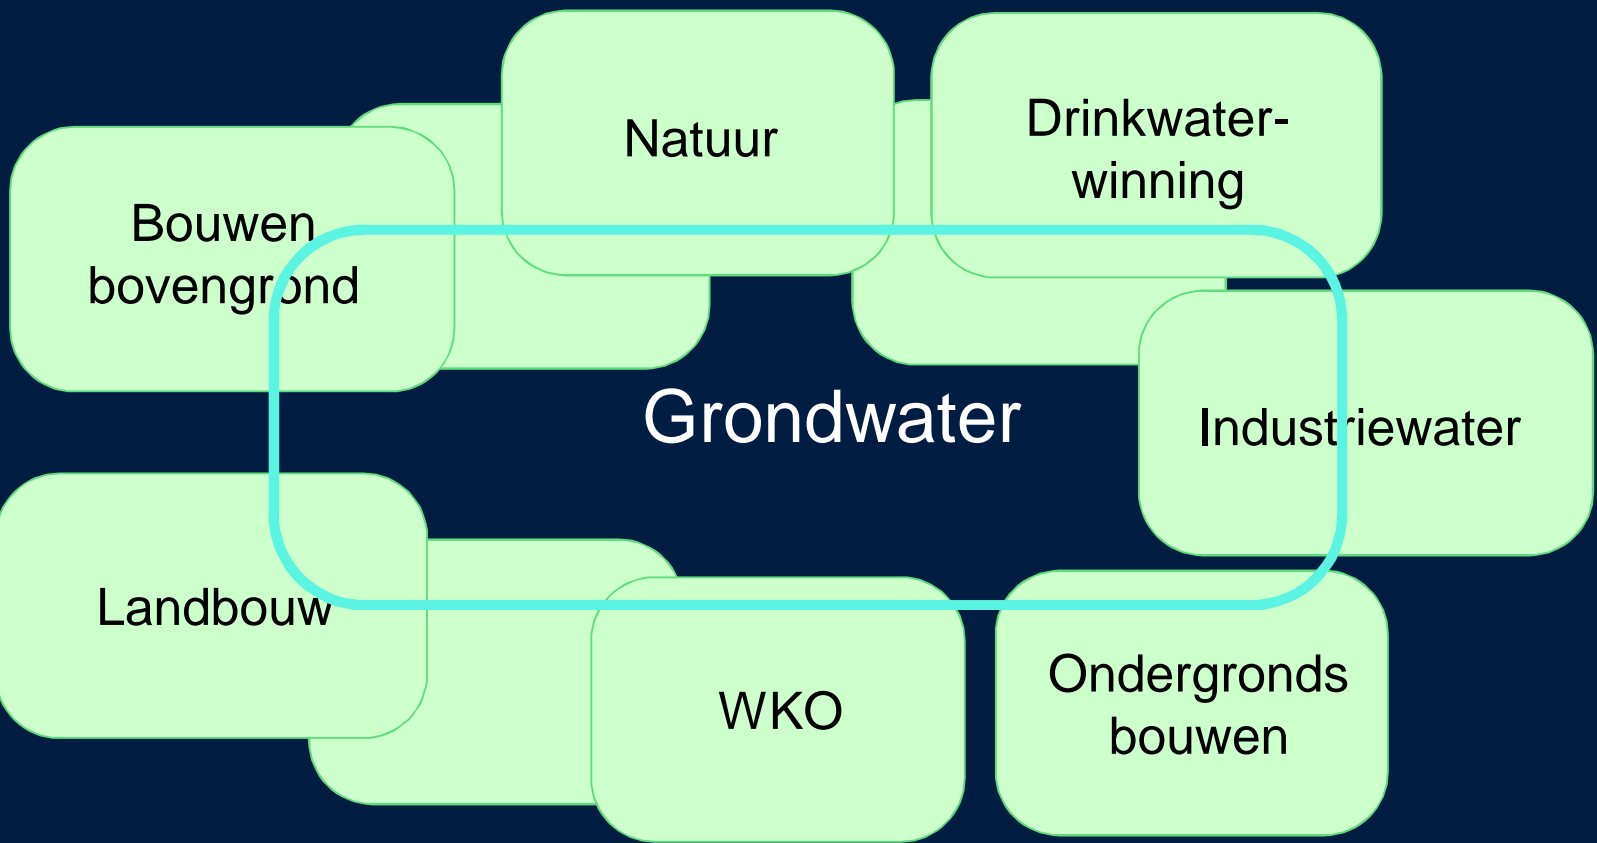 Natuur
Drinkwater-
winning
Bouwen
bovengrond
Grondwater
Industriewater
Landbouw
WKO
Ondergronds
bouwen